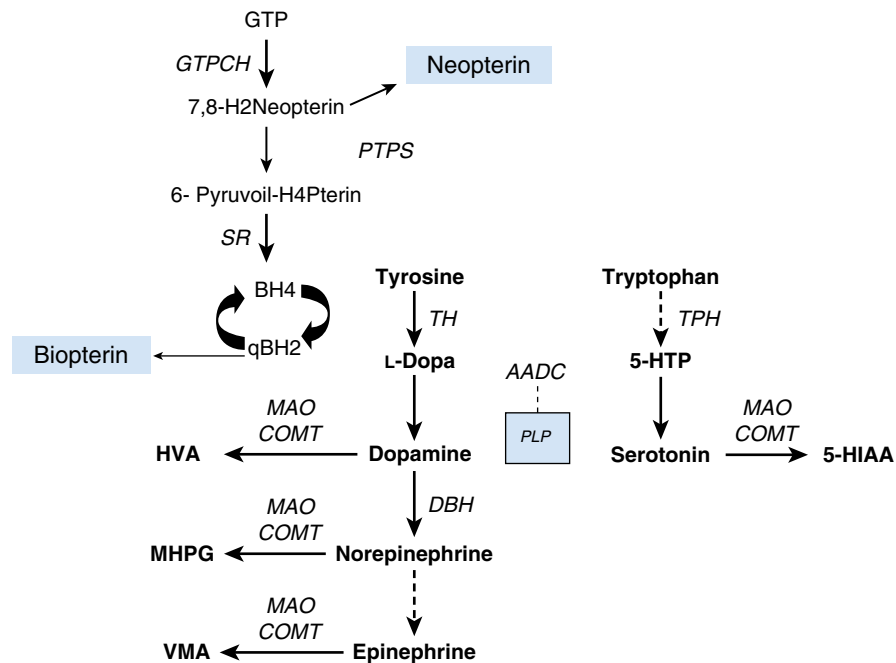 GTP
GTPCH
Neopterin
7,8-H2Neopterin
PTPS
6- Pyruvoil-H4Pterin
SR
BH4
qBH2
Biopterin
Tyrosine
TH
L-Dopa
AADC
PLP
Tryptophan
TPH
5-HTP
MAO
COMT
HVA
Dopamine
Serotonin
MAO
COMT
5-HIAA
DBH
MAO
COMT
MHPG
Norepinephrine
MAO
COMT
VMA
Epinephrine